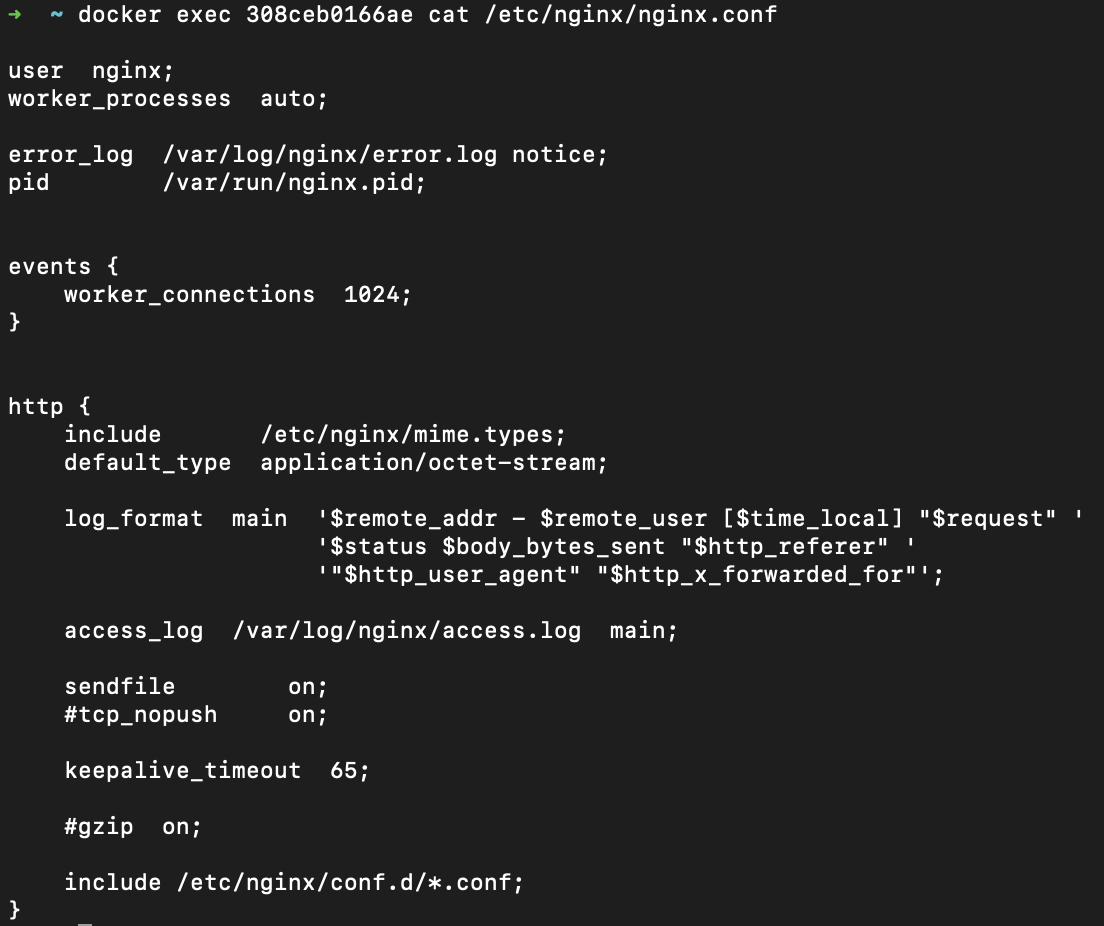 → ~ docker exec 308ceb0166ae cat /etc/nginx/nginx.conf

user  nginx;
worker_processes  auto;

error_log  /var/log/nginx/error.log notice;
pid        /var/run/nginx.pid;


events {
    worker_connections  1024;
}


http {
    include       /etc/nginx/mime.types;
    default_type  application/octet-stream;

    log_format  main  '$remote_addr - $remote_user [$time_local] "$request" '
                      '$status $body_bytes_sent "$http_referer" '
                      '"$http_user_agent" "$http_x_forwarded_for"';

    access_log  /var/log/nginx/access.log  main;

    sendfile        on;
    #tcp_nopush     on;

    keepalive_timeout  65;

    #gzip  on;

    include /etc/nginx/conf.d/*.conf;
}